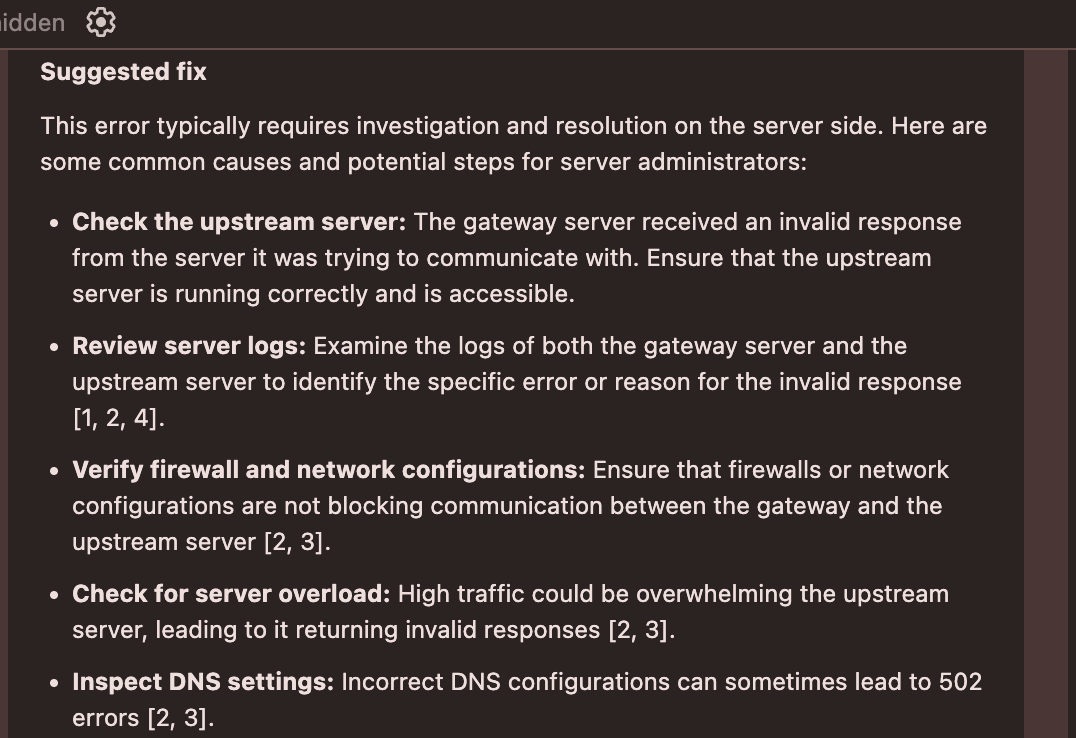 idden
Suggested fix
This error typically requires investigation and resolution on the server side. Here are
some common causes and potential steps for server administrators:
• Check the upstream server: The gateway server received an invalid response
from the server it was trying to communicate with. Ensure that the upstream
server is running correctly and is accessible.
• Review server logs: Examine the logs of both the gateway server and the
upstream server to identify the specific error or reason for the invalid response
[1, 2, 4].
• Verify firewall and network configurations: Ensure that firewalls or network
configurations are not blocking communication between the gateway and the
upstream server [2, 3].
• Check for server overload: High traffic could be overwhelming the upstream
server, leading to it returning invalid responses [2, 3].
• Inspect DNS settings: Incorrect DNS configurations can sometimes lead to 502
errors [2, 3].